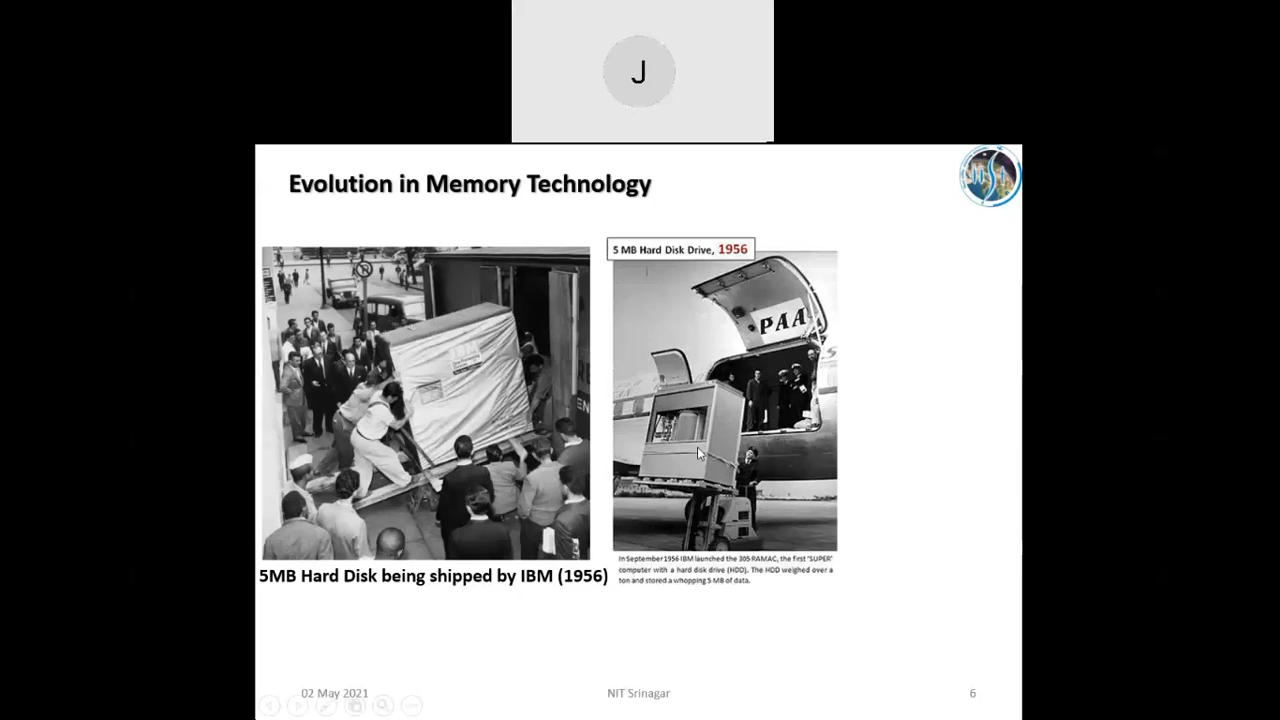 J
Evolution in Memory Technology
5 MB Hard Disk Drive, 1956
PAA
5MB Hard Disk being shipped by IBM (1956)
In September 1956 IBM launched the 305 RAMAC, the first 'SUPER'
computer with a hard disk drive (HDD). The HDD weighed over a
ton and stored a whopping 5 MB of data.
02 May 2021
NIT Srinagar
6